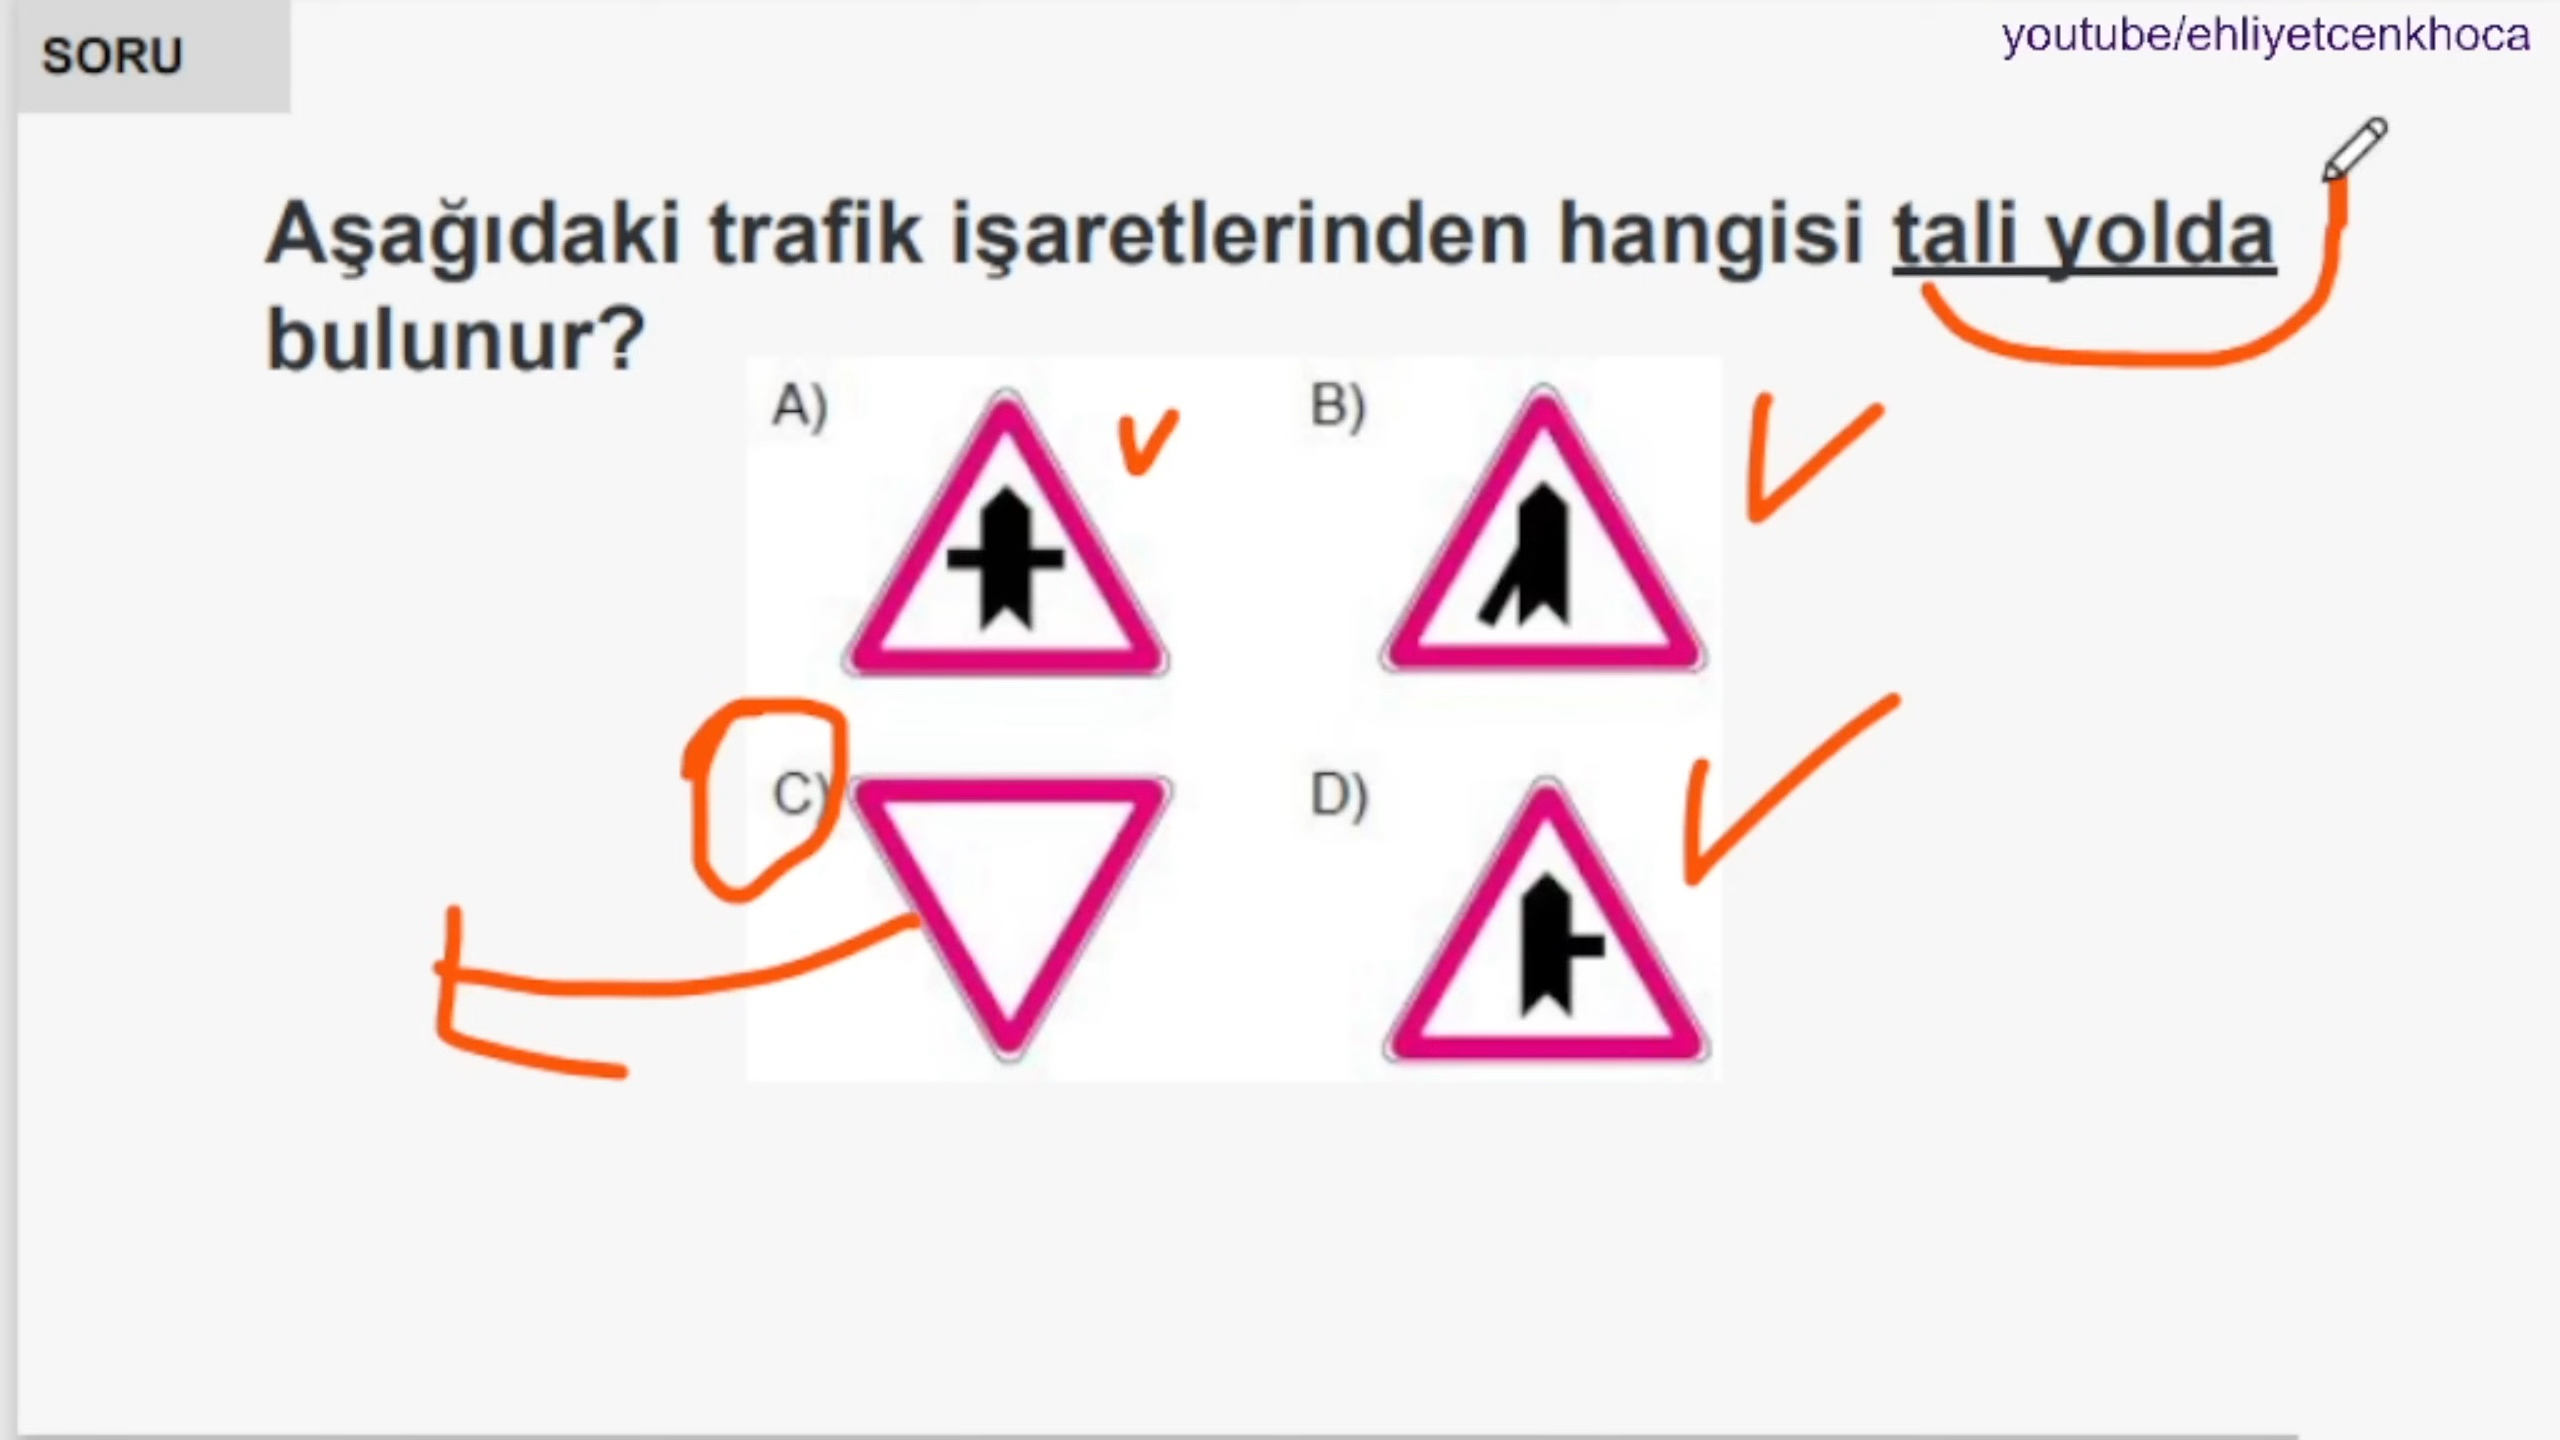 SORU
youtube/ehliyetcenkhoca
Aşağıdaki trafik işaretlerinden hangisi tali yolda
bulunur?
A)
B)
C)
D)